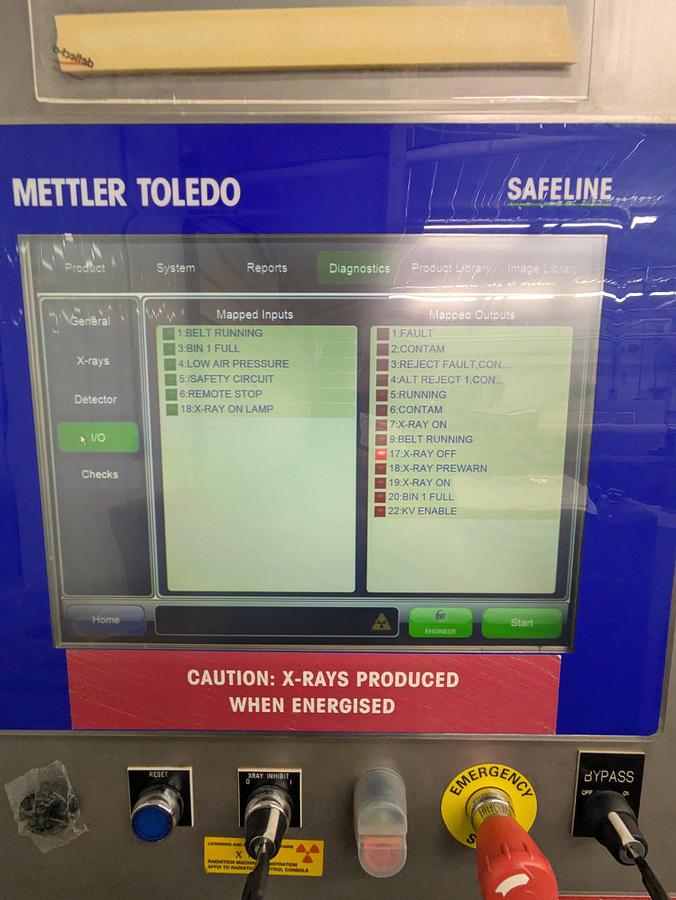 METTLER TOLEDO
SAFELINE
Product System Reports Diagnostics Product Library Image Library
General
X-rays
Detector
I/O
Checks
Mapped Inputs
1:BELT RUNNING
3:BIN 1 FULL
4:LOW AIR PRESSURE
5:/SAFETY CIRCUIT
6:REMOTE STOP
18:X-RAY ON LAMP
Mapped Outputs
1:FAULT
2:CONTAM
3:REJECT FAULT,CON...
4:ALT REJECT 1,CON...
5:RUNNING
6:CONTAM
7:X-RAY ON
9:BELT RUNNING
17:X-RAY OFF
18:X-RAY PREWARN
19:X-RAY ON
20:BIN 1 FULL
22:KV ENABLE
Home
ENGINEER
Start
CAUTION: X-RAYS PRODUCED
WHEN ENERGISED
RESET
XRAY INHIBIT
0 I
EMERGENCY
BYPASS